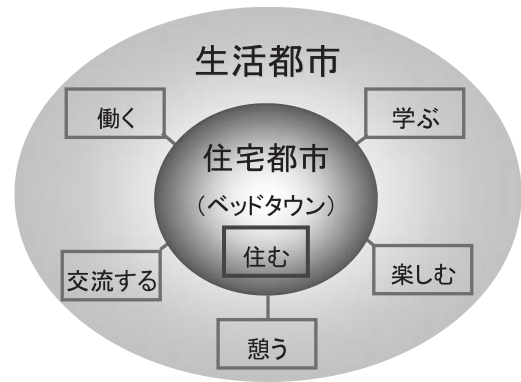 生活都市
働く
学ぶ
住宅都市
（ベッドタウン）
住む
交流する
楽しむ
憩う